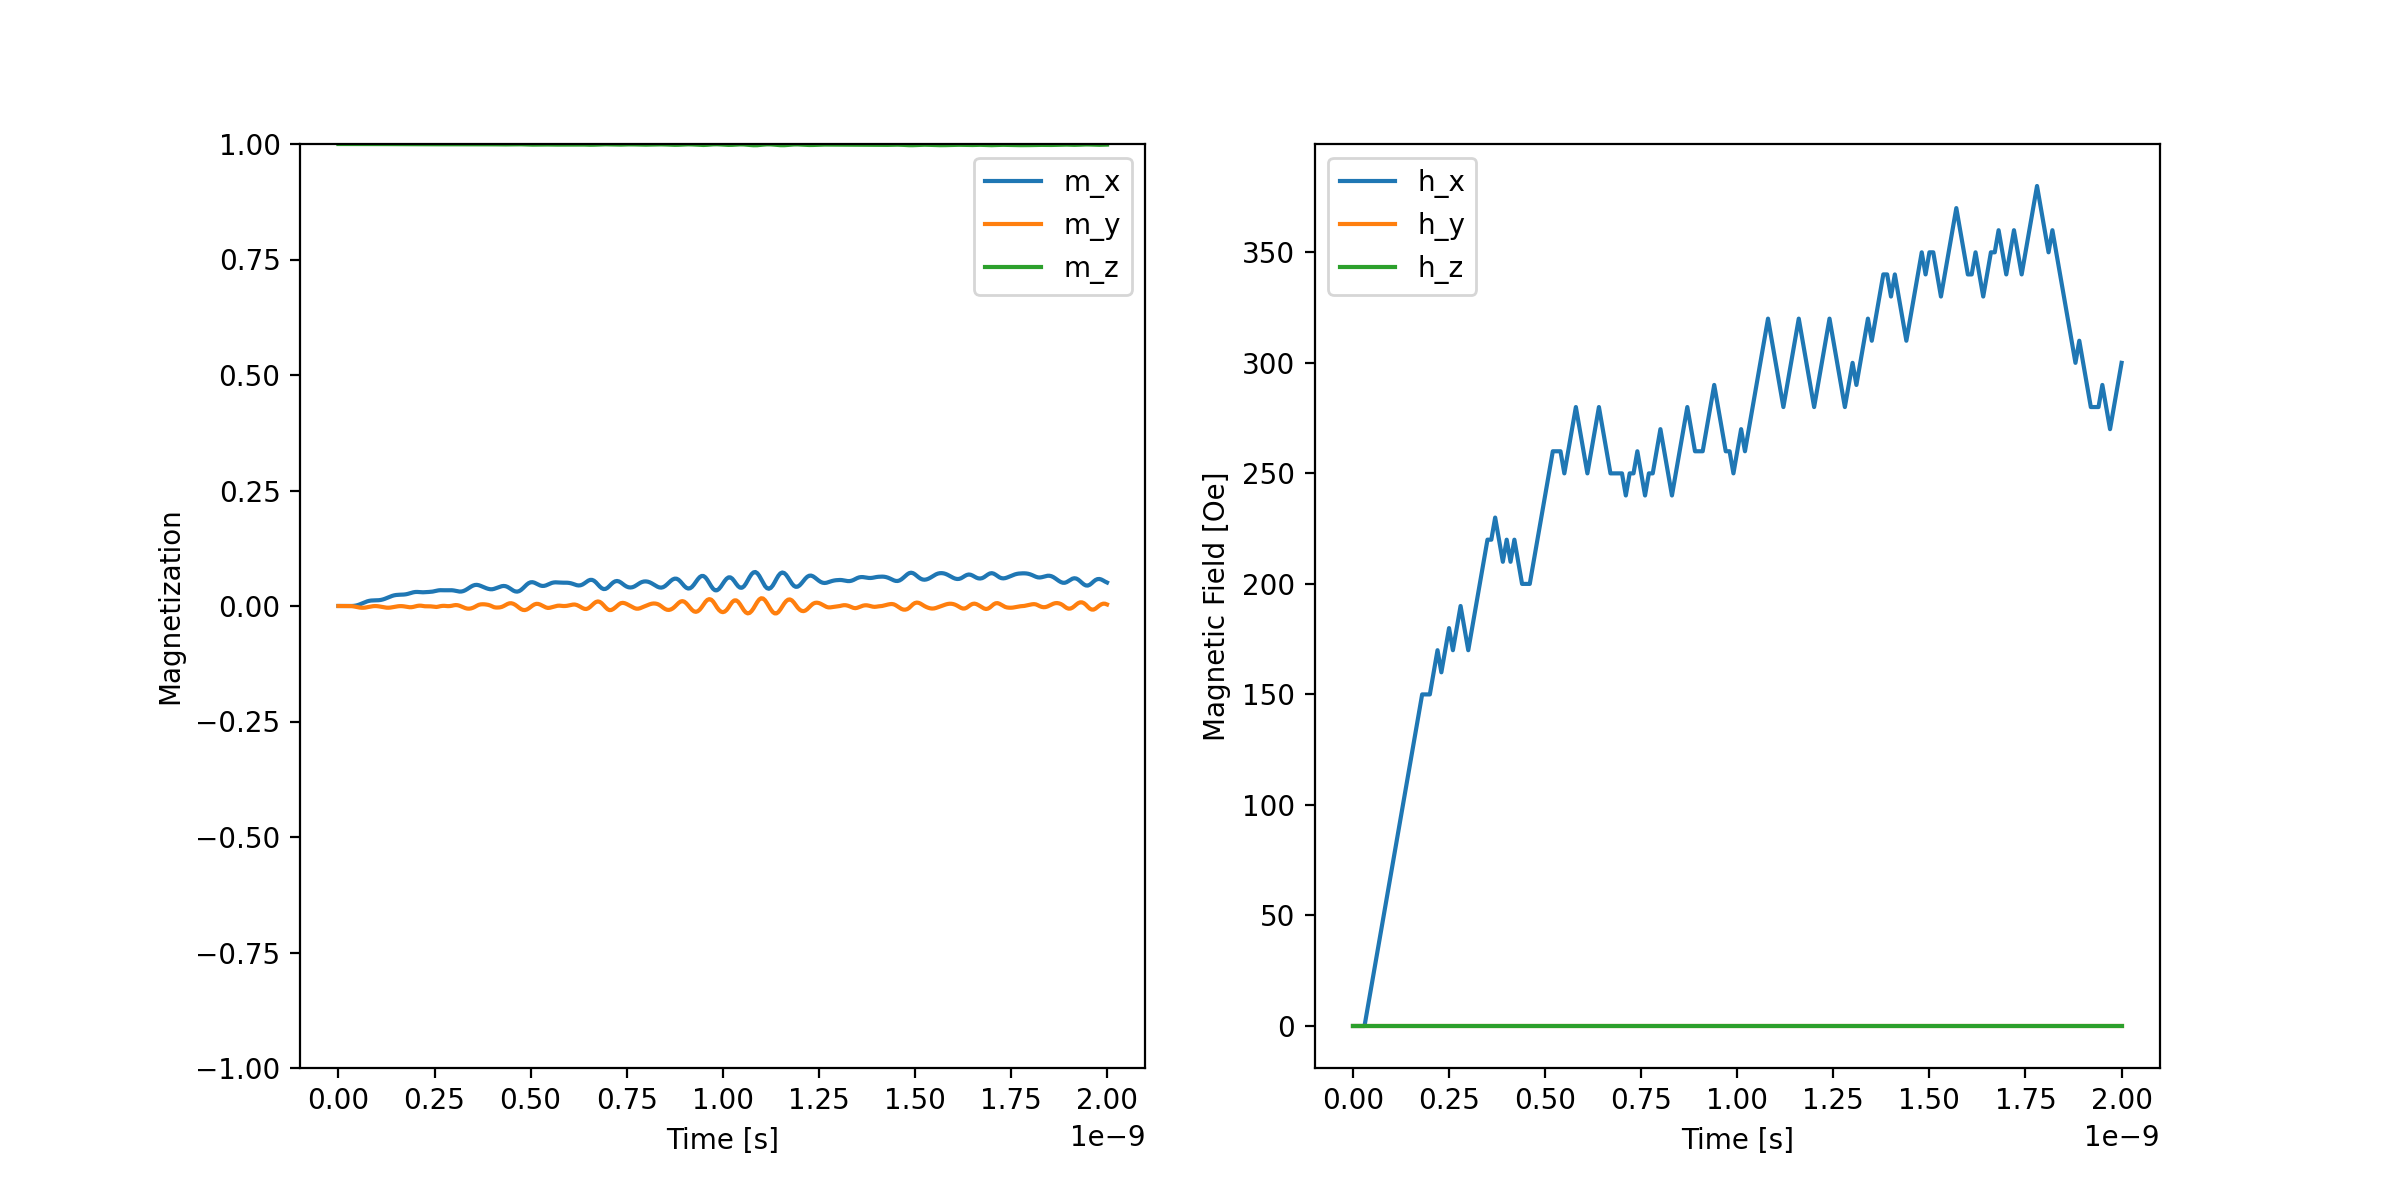 1.00
0.75
0.50
0.25
0.00
−0.25
−0.50
−0.75
−1.00
Magnetization
m_x
m_y
m_z
0.00 0.25 0.50 0.75 1.00 1.25 1.50 1.75 2.00
Time [s]
1e−9
350
300
250
200
150
100
50
0
Magnetic Field [Oe]
h_x
h_y
h_z
0.00 0.25 0.50 0.75 1.00 1.25 1.50 1.75 2.00
Time [s]
1e−9